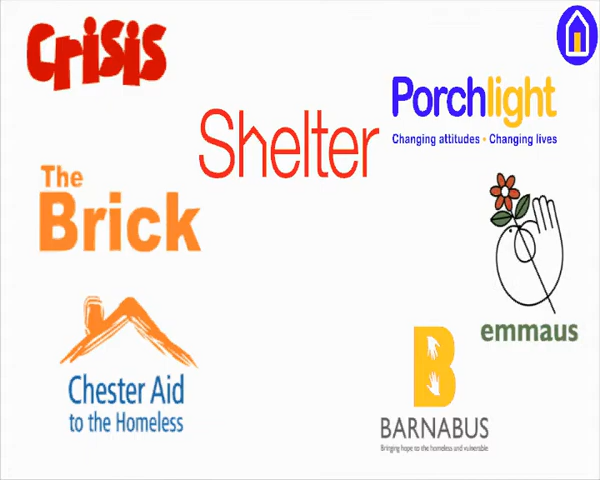 Crisis
Shelter
Porchlight
Changing attitudes • Changing lives
The
Brick
emmaus
Chester Aid
to the Homeless
B
BARNABUS
Bringing hope to the homeless and vulnerable